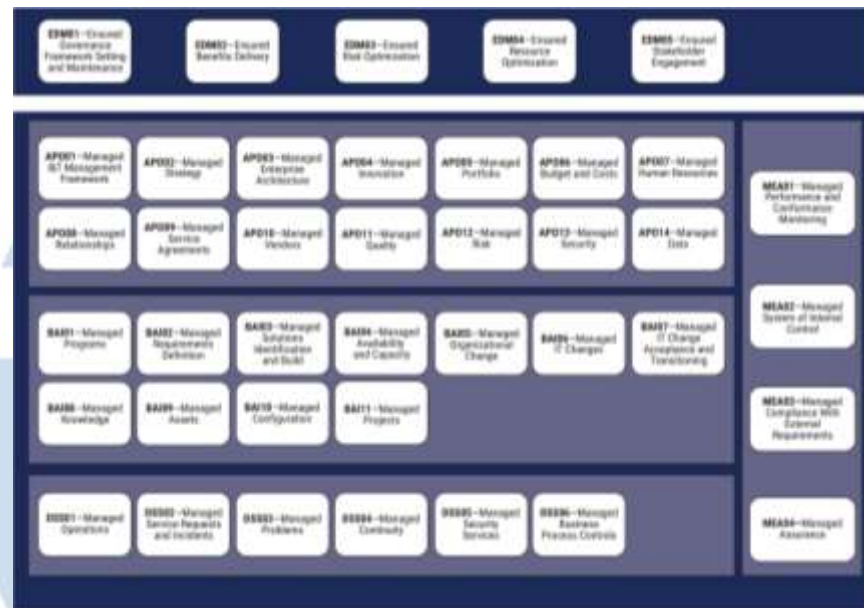 EDM01—Ensured
Governance
Framework Setting
and Maintenance
EDM02—Ensured
Benefits Delivery
EDM03—Ensured
Risk Optimization
EDM04—Ensured
Resource
Optimization
EDM05—Ensured
Stakeholder
Engagement
APO01—Managed
I&T Management
Framework
APO02—Managed
Strategy
APO03—Managed
Enterprise
Architecture
APO04—Managed
Innovation
APO05—Managed
Portfolio
APO06—Managed
Budget and Costs
APO07—Managed
Human Resources
APO08—Managed
Relationships
APO09—Managed
Service
Agreements
APO10—Managed
Vendors
APO11—Managed
Quality
APO12—Managed
Risk
APO13—Managed
Security
APO14—Managed
Data
BAI01—Managed
Programs
BAI02—Managed
Requirements
Definition
BAI03—Managed
Solutions
Identification
and Build
BAI04—Managed
Availability
and Capacity
BAI05—Managed
Organizational
Change
BAI06—Managed
IT Changes
BAI07—Managed
IT Change
Acceptance and
Transitioning
BAI08—Managed
Knowledge
BAI09—Managed
Assets
BAI10—Managed
Configuration
BAI11—Managed
Projects
DSS01—Managed
Operations
DSS02—Managed
Service Requests
and Incidents
DSS03—Managed
Problems
DSS04—Managed
Continuity
DSS05—Managed
Security
Services
DSS06—Managed
Business
Process Controls
MEA01—Managed
Performance and
Conformance
Monitoring
MEA02—Managed
System of Internal
Control
MEA03—Managed
Compliance With
External
Requirements
MEA04—Managed
Assurance